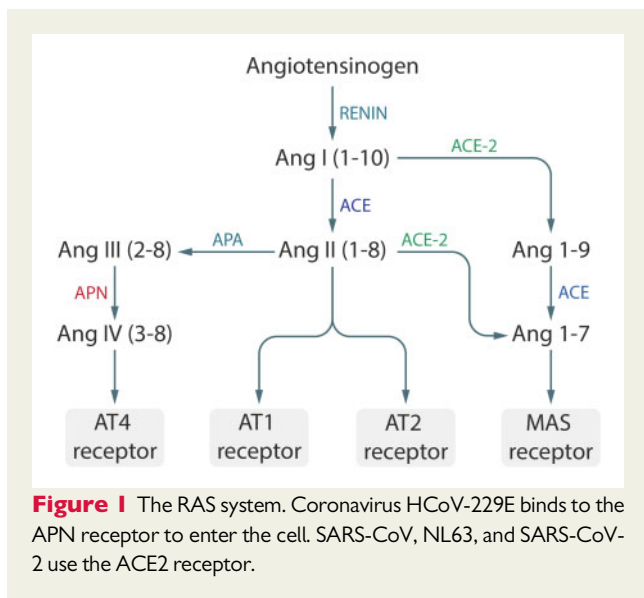 Angiotensinogen
RENIN
Ang I (1-10)
ACE-2
ACE
Ang III (2-8)
APA
Ang II (1-8)
ACE-2
Ang 1-9
APN
ACE
Ang IV (3-8)
Ang 1-7
AT4
receptor
AT1
receptor
AT2
receptor
MAS
receptor
Figure 1 The RAS system. Coronavirus HCoV-229E binds to the
APN receptor to enter the cell. SARS-CoV, NL63, and SARS-CoV-
2 use the ACE2 receptor.